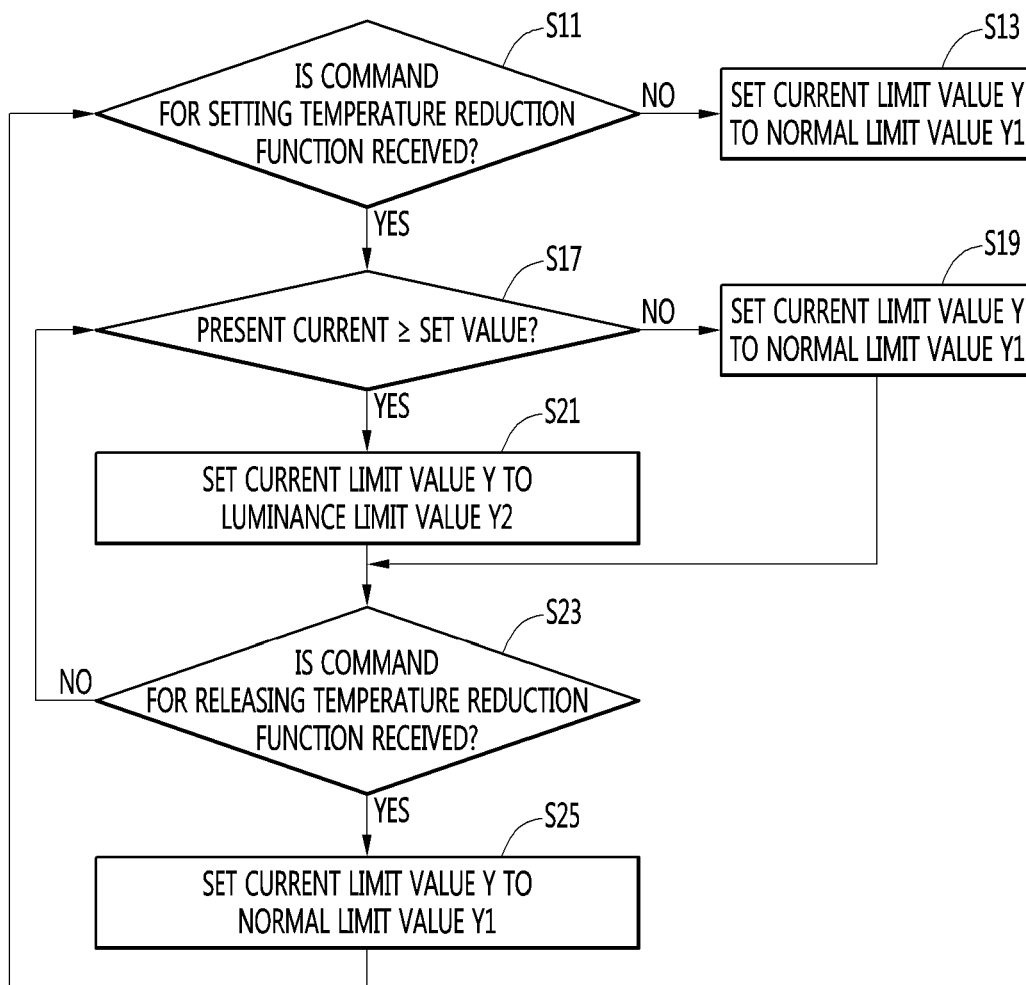 S11
IS COMMAND
FOR SETTING TEMPERATURE REDUCTION
FUNCTION RECEIVED?
NO
S13
SET CURRENT LIMIT VALUE Y
TO NORMAL LIMIT VALUE Y1
YES
S17
PRESENT CURRENT ≥ SET VALUE?
NO
S19
SET CURRENT LIMIT VALUE Y
TO NORMAL LIMIT VALUE Y1
YES
S21
SET CURRENT LIMIT VALUE Y TO
LUMINANCE LIMIT VALUE Y2
S23
IS COMMAND
FOR RELEASING TEMPERATURE REDUCTION
FUNCTION RECEIVED?
NO
YES
S25
SET CURRENT LIMIT VALUE Y TO
NORMAL LIMIT VALUE Y1